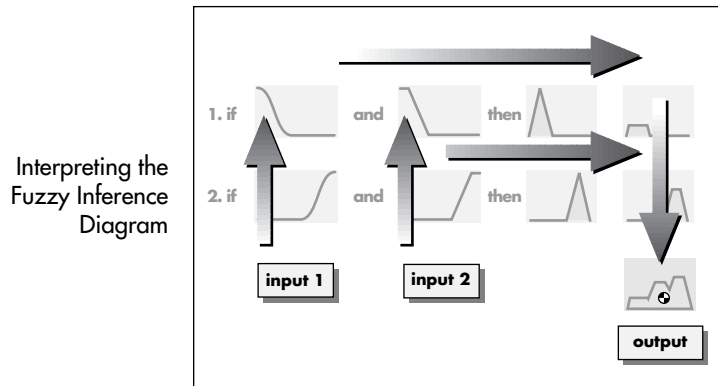 Interpreting the
Fuzzy Inference
Diagram
1. if and then
2. if and then
input 1
input 2
output